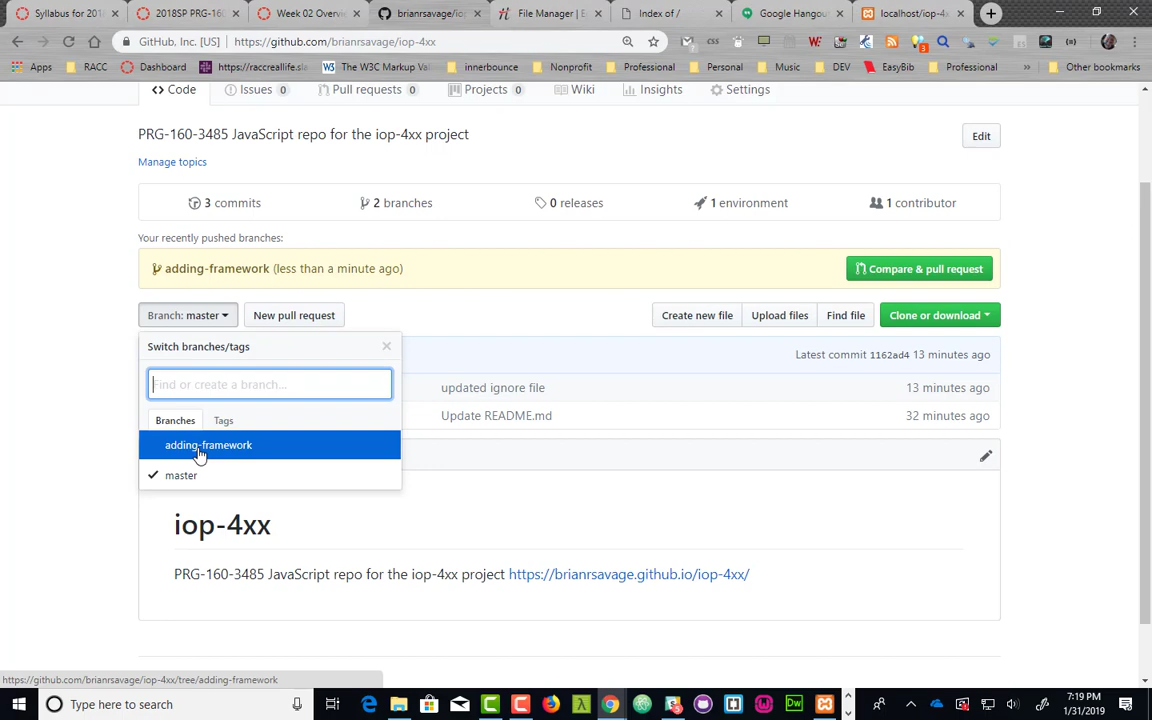 Syllabus for 201
2018SP PRG-160-
Week 02 Overvi
brianrsavage/iop
File Manager | E
Index of /
Google Hangou
localhost/iop-4
GitHub, Inc. [US]
https://github.com/brianrsavage/iop-4xx
Apps
RACC
Dashboard
https://raccreallife.sl
The W3C Markup Val
innerbounce
Nonprofit
Professional
Personal
Music
DEV
EasyBib
Professional
»
Other bookmarks
Code
Issues 0
Pull requests 0
Projects 0
Wiki
Insights
Settings
PRG-160-3485 JavaScript repo for the iop-4xx project
Edit
Manage topics
3 commits
2 branches
0 releases
1 environment
1 contributor
Your recently pushed branches:
adding-framework (less than a minute ago)
Compare & pull request
Branch: master
New pull request
Create new file
Upload files
Find file
Clone or download
Switch branches/tags
Latest commit 1162ad4 13 minutes ago
Find or create a branch...
updated ignore file
13 minutes ago
Update README.md
32 minutes ago
Branches
Tags
adding-framework
master
iop-4xx
PRG-160-3485 JavaScript repo for the iop-4xx project https://brianrsavage.github.io/iop-4xx/
https://github.com/brianrsavage/iop-4xx/tree/adding-framework
Type here to search
7:19 PM
1/31/2019